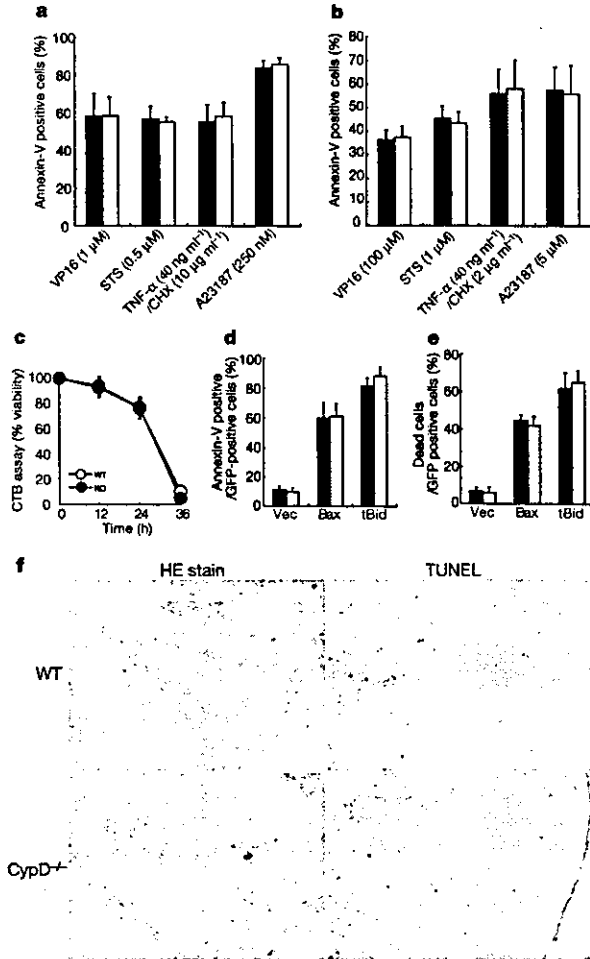 a
Annexin-V positive cells (%)
100
80
60
40
20
0
VP16 (1 µM)
STS (0.5 µM)
TNF-α (40 ng ml⁻¹)
/CHX (10 µg ml⁻¹)
A23187 (250 nM)
b
Annexin-V positive cells (%)
80
70
60
50
40
30
20
10
0
VP16 (100 µM)
STS (1 µM)
TNF-α (40 ng ml⁻¹)
/CHX (2 µg ml⁻¹)
A23187 (5 µM)
c
CTB assay (% viability)
100
80
60
40
20
0
WT
KO
0 12 24 36
Time (h)
d
Annexin-V positive
/GFP-positive cells (%)
100
80
60
40
20
0
Vec Bax tBid
e
Dead cells
/GFP positive cells (%)
80
60
40
20
0
Vec Bax tBid
f
HE stain TUNEL
WT
CypD⁻/⁻